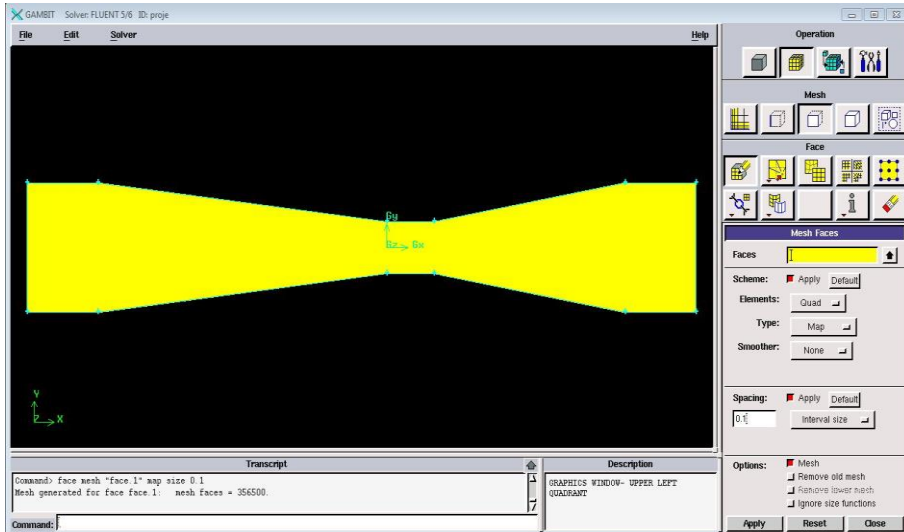 GAMBIT Solver: FLUENT 5/6 ID: proje
File Edit Solver Help
Operation
Mesh
Face
Mesh Faces
Faces
Scheme: Apply Default
Elements: Quad
Type: Map
Smoother: None
Spacing: Apply Default
0.1 Interval size
Options: Mesh
Remove old mesh
Remove lower mesh
Ignore size functions
Apply Reset Close
Gy
Gz Gx
Y
Z X
Transcript
Command> face mesh "face.1" map size 0.1
Mesh generated for face face.1: mesh faces = 356500.
Command:
Description
GRAPHICS WINDOW- UPPER LEFT
QUADRANT